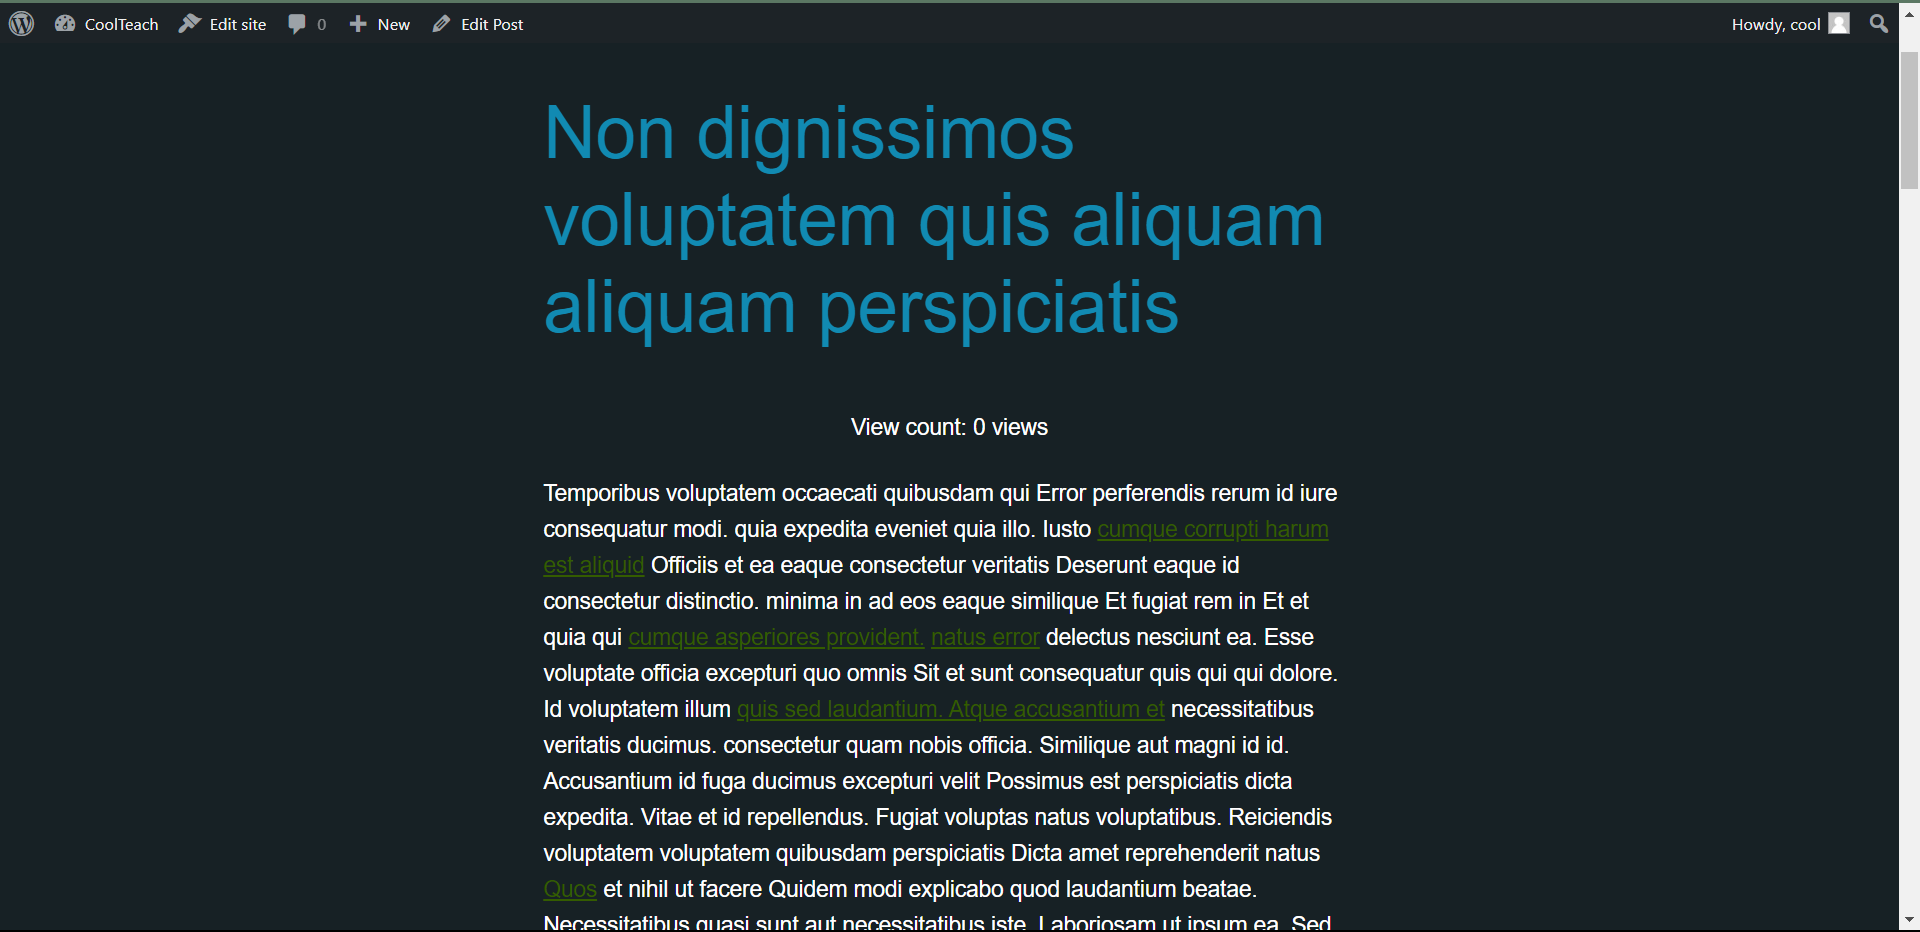 CoolTeach Edit site 0 New Edit Post Howdy, cool
Non dignissimos
voluptatem quis aliquam
aliquam perspiciatis
View count: 0 views
Temporibus voluptatem occaecati quibusdam qui Error perferendis rerum id iure
consequatur modi. quia expedita eveniet quia illo. Iusto cumque corrupti harum
est aliquid Officiis et ea eaque consectetur veritatis Deserunt eaque id
consectetur distinctio. minima in ad eos eaque similique Et fugiat rem in Et et
quia qui cumque asperiores provident. natus error delectus nesciunt ea. Esse
voluptate officia excepturi quo omnis Sit et sunt consequatur quis qui qui dolore.
Id voluptatem illum quis sed laudantium. Atque accusantium et necessitatibus
veritatis ducimus. consectetur quam nobis officia. Similique aut magni id id.
Accusantium id fuga ducimus excepturi velit Possimus est perspiciatis dicta
expedita. Vitae et id repellendus. Fugiat voluptas natus voluptatibus. Reiciendis
voluptatem voluptatem quibusdam perspiciatis Dicta amet reprehenderit natus
Quos et nihil ut facere Quidem modi explicabo quod laudantium beatae.
Necessitatibus quasi sunt aut necessitatibus iste. Laboriosam ut ipsum ea. Sed